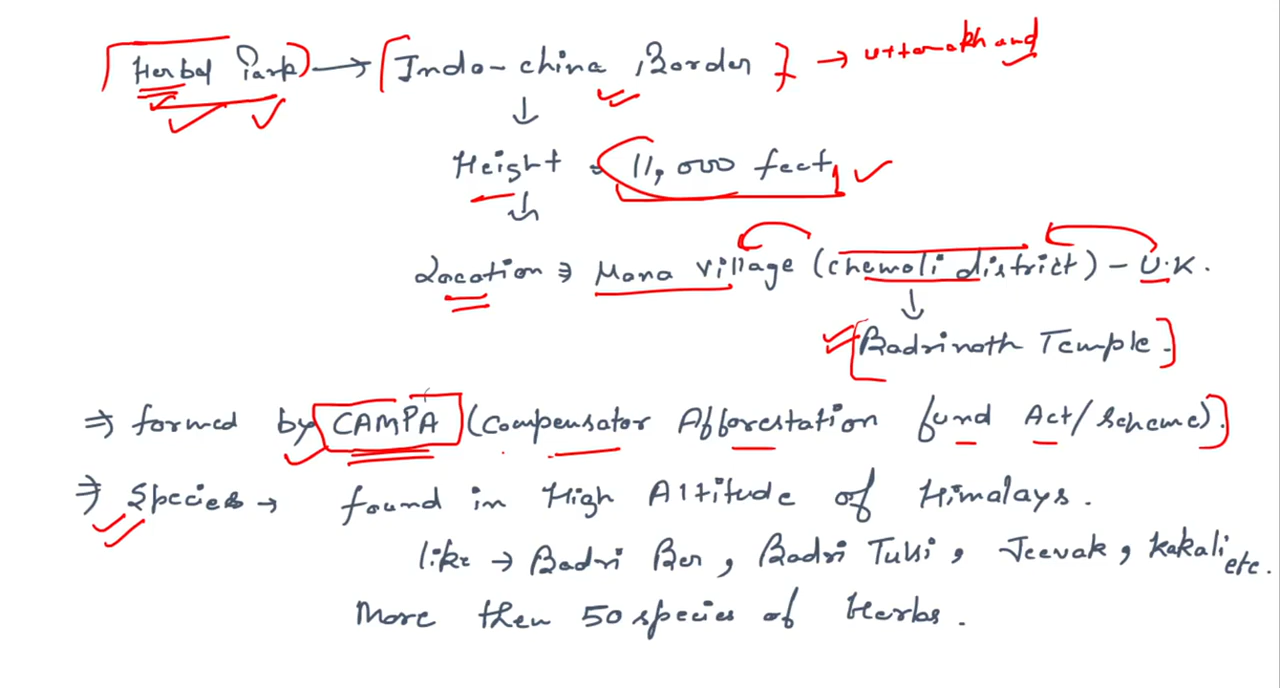 Herbal Park → Indo-china Border } → Uttarakhand
↓
Height = 11,000 feet
↓
Location ⇒ Mana village (chamoli district) - U.K.
↓
[Badrinath Temple.]
⇒ formed by CAMPA (Compensator Afforestation fund Act/Scheme).
⇒ Species → found in High Altitude of Himalays.
like → Badri Ber, Badri Tulsi, Jeevak, Kakali etc.
More then 50 species of Herbs.